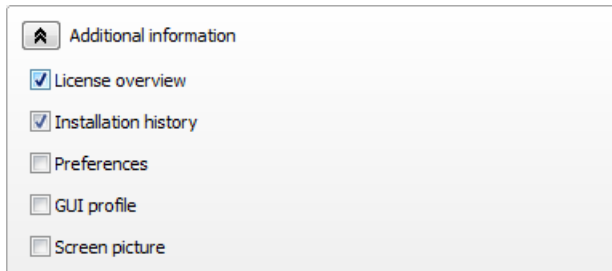 Additional information
License overview
Installation history
Preferences
GUI profile
Screen picture